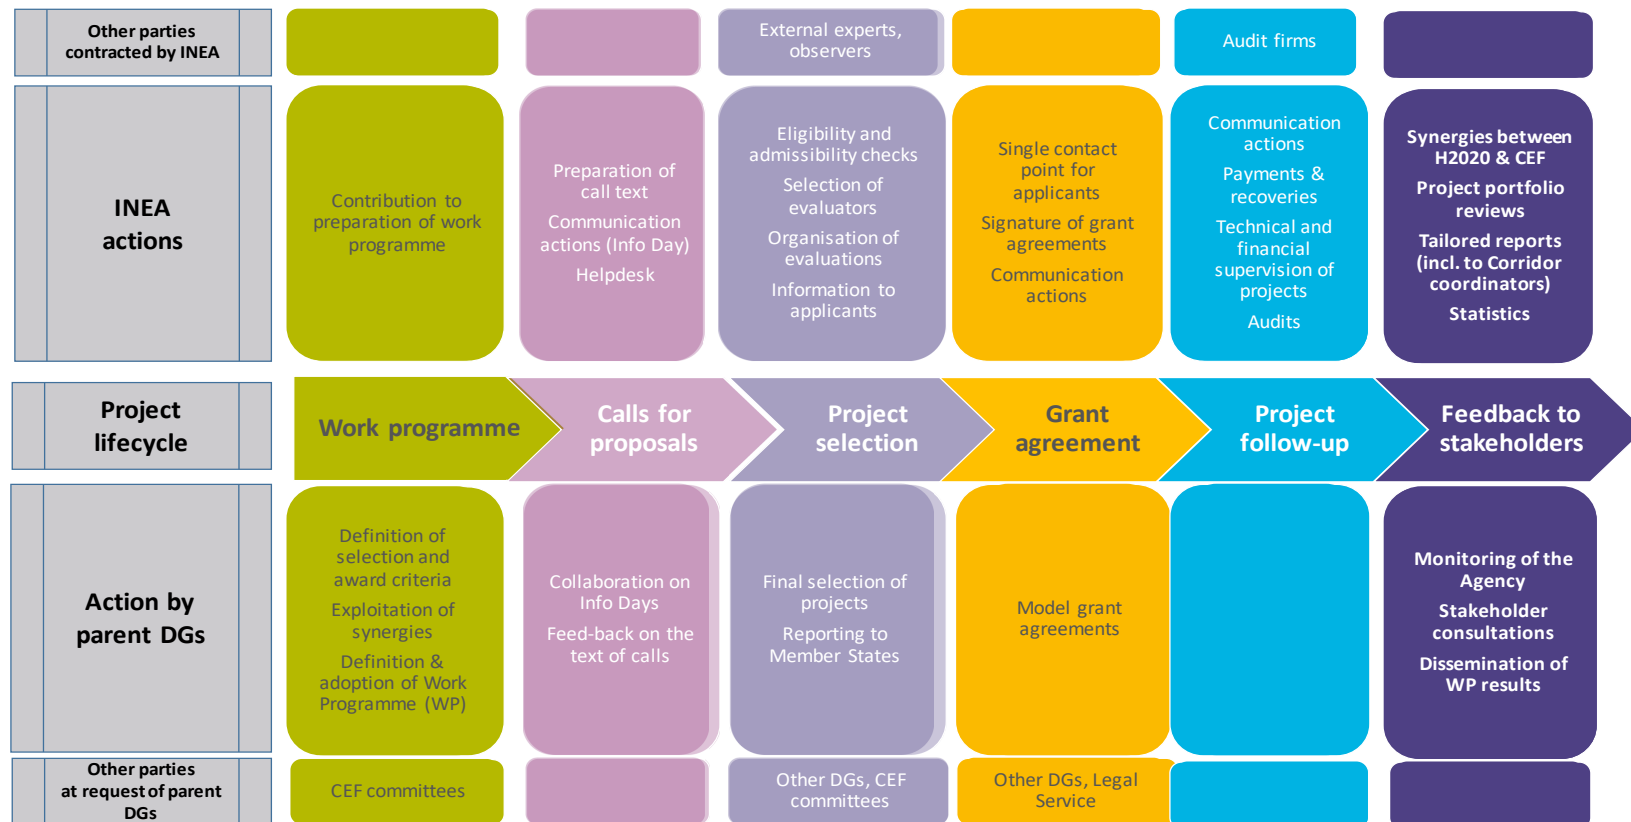 Other parties
contracted by INEA
External experts,
observers
Audit firms
INEA
actions
Contribution to
preparation of work
programme
Preparation of
call text
Communication
actions (Info Day)
Helpdesk
Eligibility and
admissibility checks
Selection of
evaluators
Organisation of
evaluations
Information to
applicants
Single contact
point for
applicants
Signature of grant
agreements
Communication
actions
Communication
actions
Payments &
recoveries
Technical and
financial
supervision of
projects
Audits
Synergies between
H2020 & CEF
Project portfolio
reviews
Tailored reports
(incl. to Corridor
coordinators)
Statistics
Project
lifecycle
Work programme
Calls for
proposals
Project
selection
Grant
agreement
Project
follow-up
Feedback to
stakeholders
Action by
parent DGs
Definition of
selection and
award criteria
Exploitation of
synergies
Definition &
adoption of Work
Programme (WP)
Collaboration on
Info Days
Feed-back on the
text of calls
Final selection of
projects
Reporting to
Member States
Model grant
agreements
Monitoring of the
Agency
Stakeholder
consultations
Dissemination of
WP results
Other parties
at request of parent
DGs
CEF committees
Other DGs, CEF
committees
Other DGs, Legal
Service